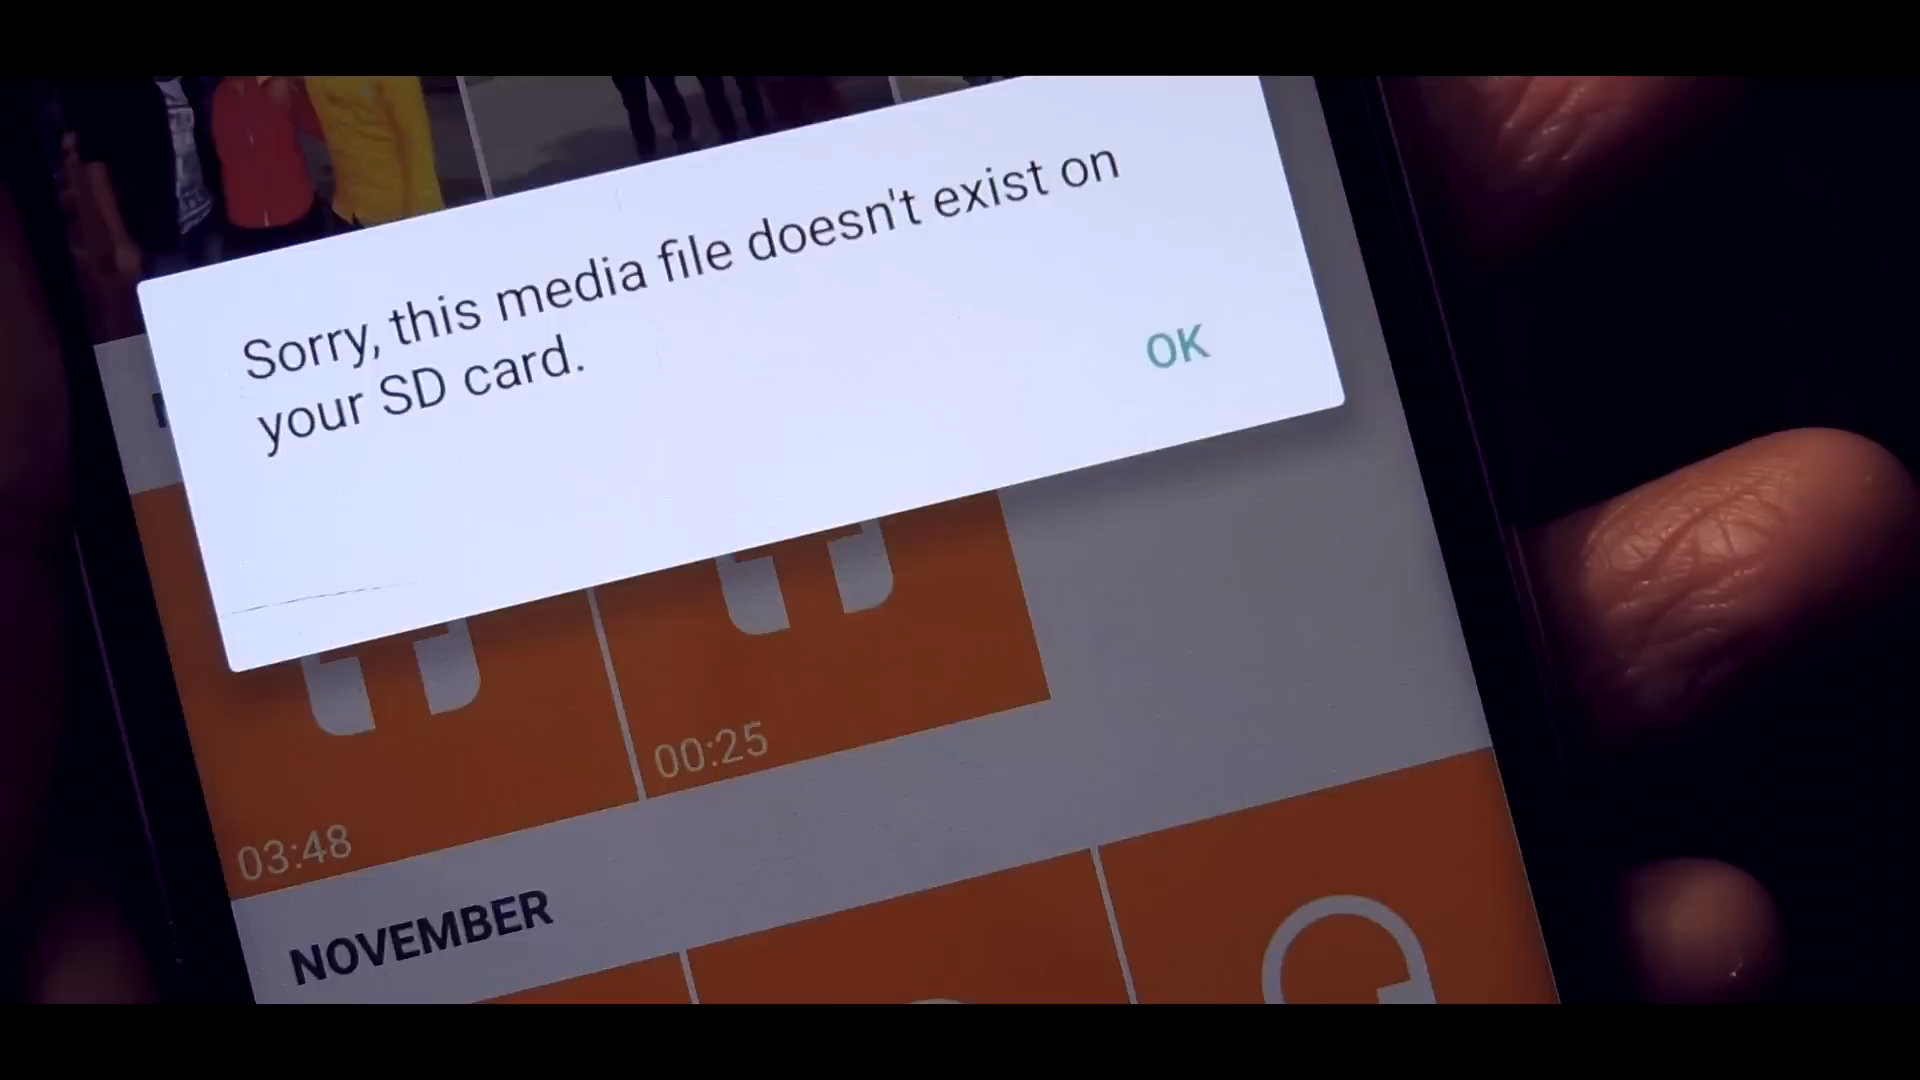 Sorry, this media file doesn't exist on
your SD card.
OK
00:25
03:48
NOVEMBER